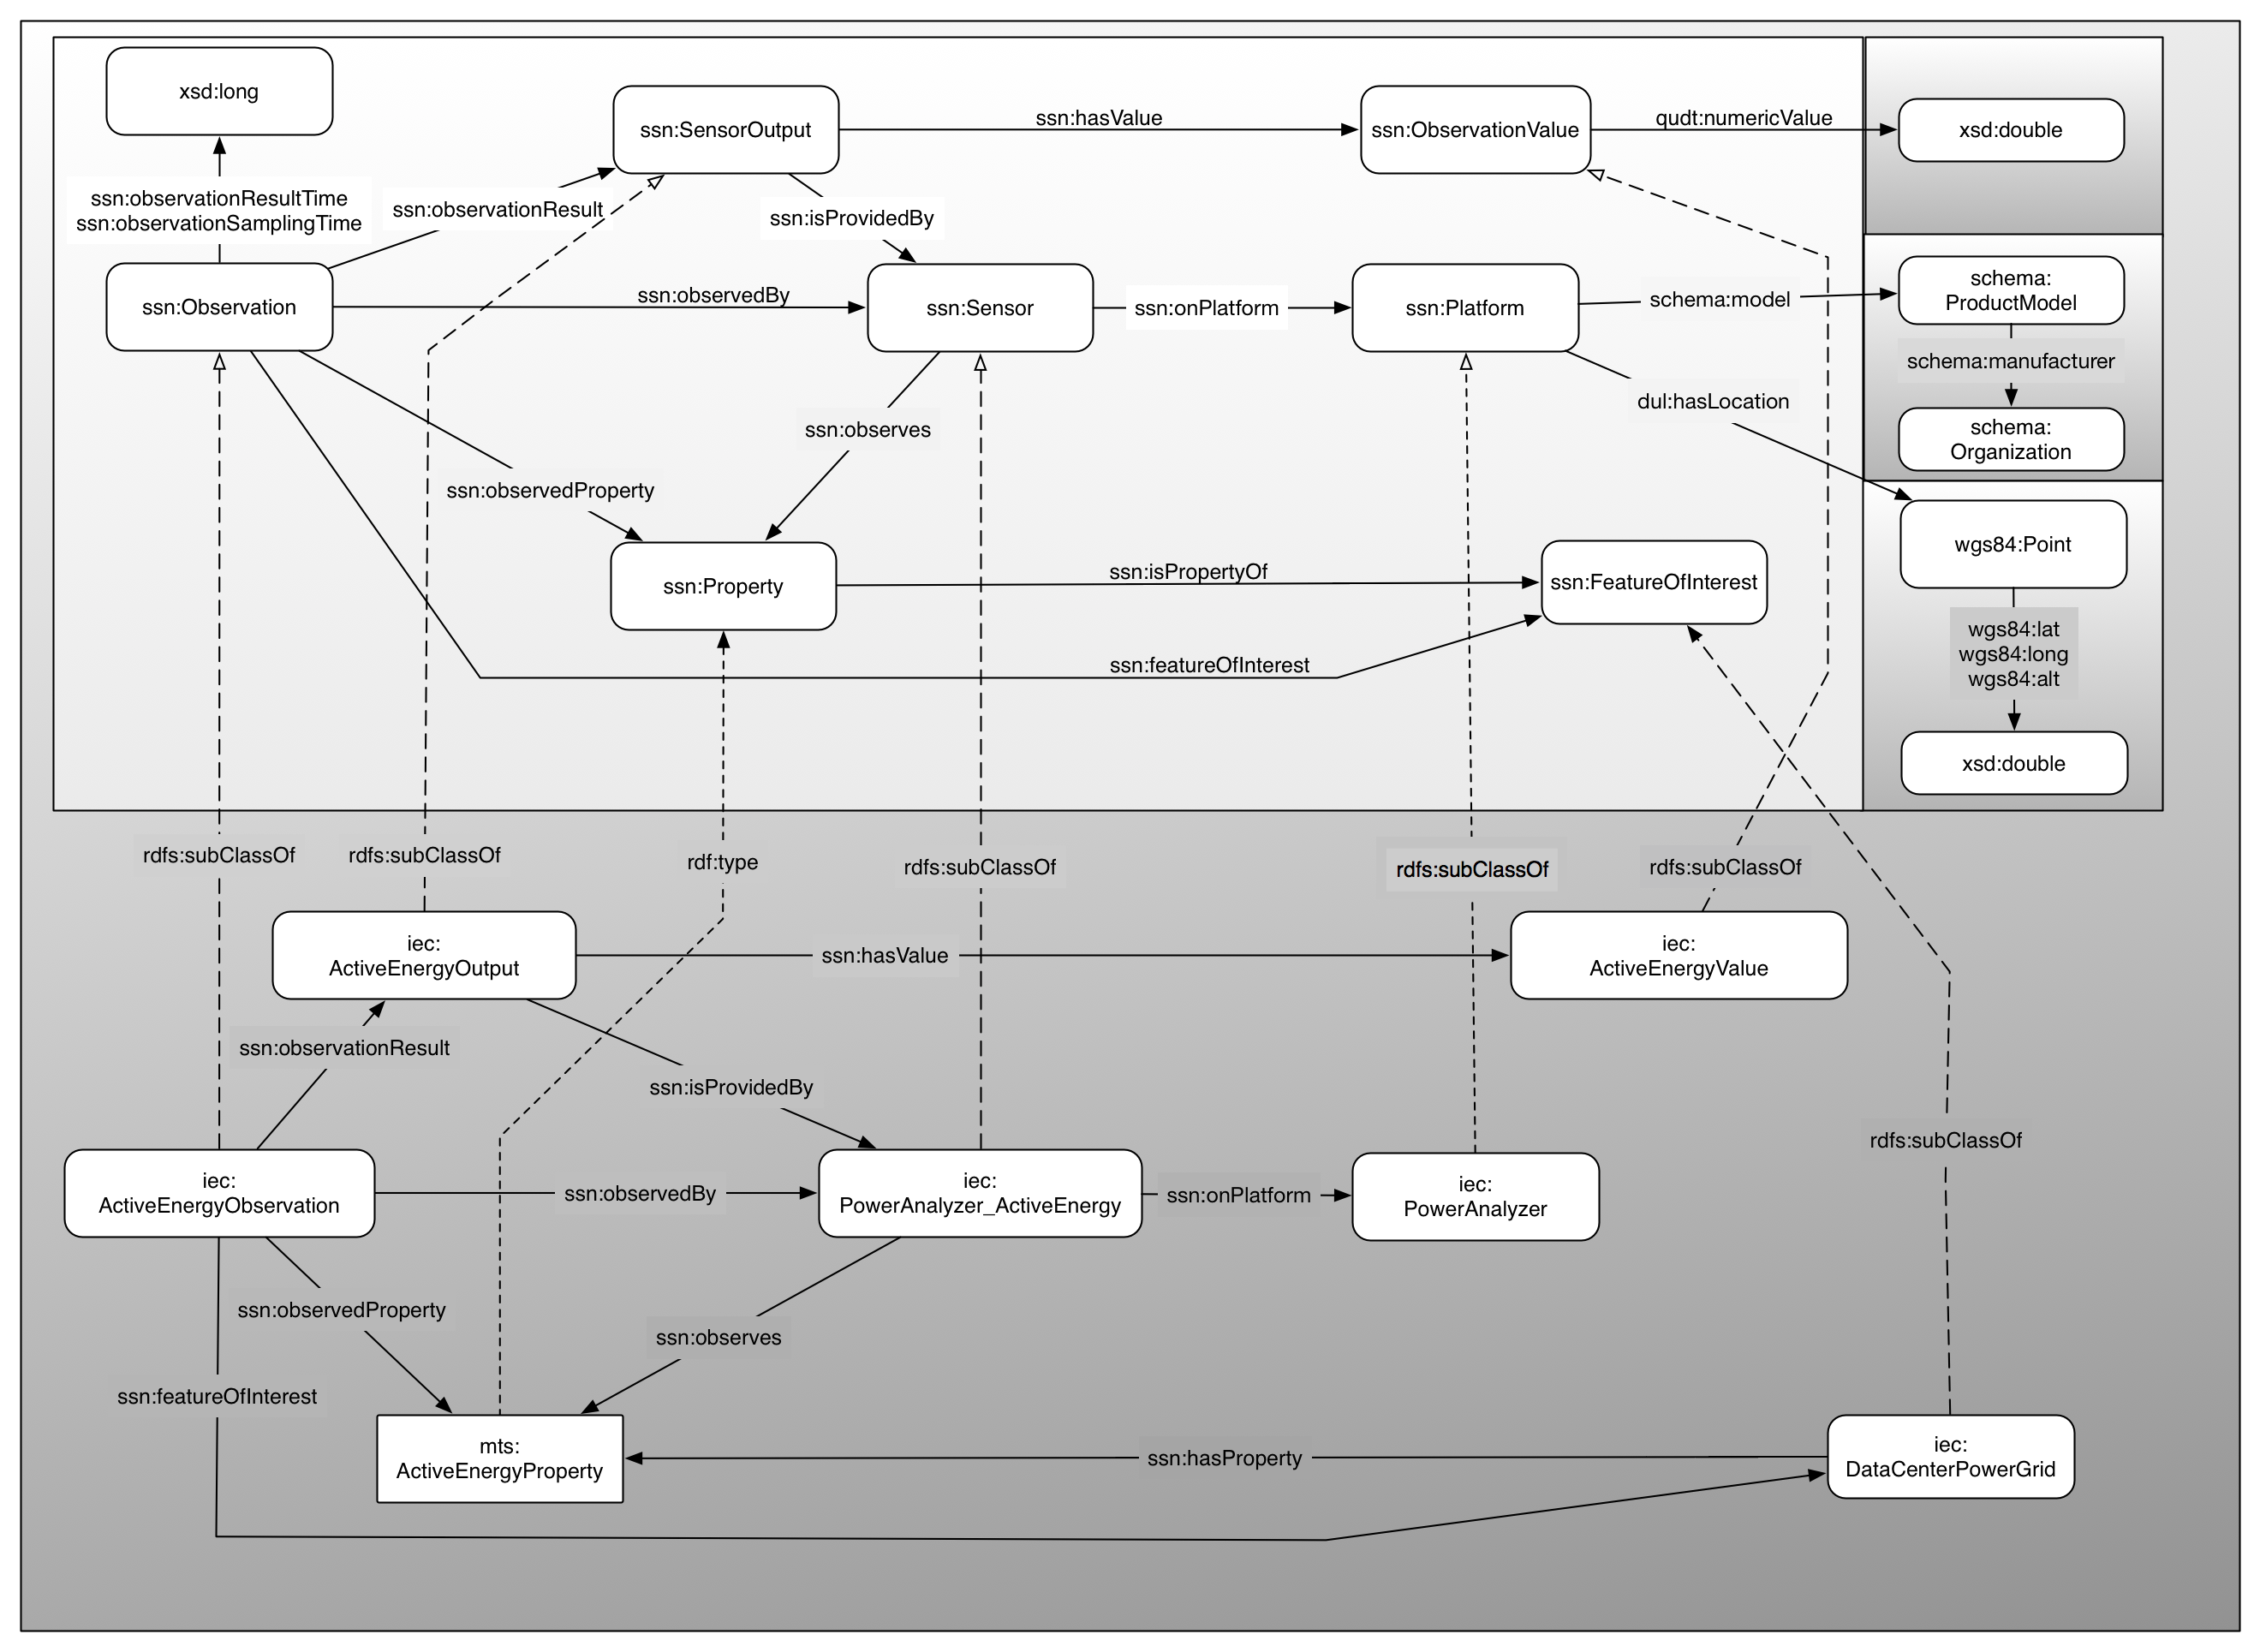 xsd:long
ssn:SensorOutput
ssn:hasValue
ssn:ObservationValue
qudt:numericValue
xsd:double
ssn:observationResultTime
ssn:observationSamplingTime
ssn:observationResult
ssn:isProvidedBy
ssn:Observation
ssn:observedBy
ssn:Sensor
ssn:onPlatform
ssn:Platform
schema:model
schema:
ProductModel
schema:manufacturer
dul:hasLocation
schema:
Organization
ssn:observes
ssn:observedProperty
wgs84:Point
ssn:Property
ssn:isPropertyOf
ssn:FeatureOfInterest
ssn:featureOfInterest
wgs84:lat
wgs84:long
wgs84:alt
xsd:double
rdfs:subClassOf
rdfs:subClassOf
rdf:type
rdfs:subClassOf
rdfs:subClassOf
rdfs:subClassOf
iec:
ActiveEnergyOutput
ssn:hasValue
iec:
ActiveEnergyValue
ssn:observationResult
ssn:isProvidedBy
rdfs:subClassOf
iec:
ActiveEnergyObservation
ssn:observedBy
iec:
PowerAnalyzer_ActiveEnergy
ssn:onPlatform
iec:
PowerAnalyzer
ssn:observedProperty
ssn:observes
ssn:featureOfInterest
mts:
ActiveEnergyProperty
ssn:hasProperty
iec:
DataCenterPowerGrid